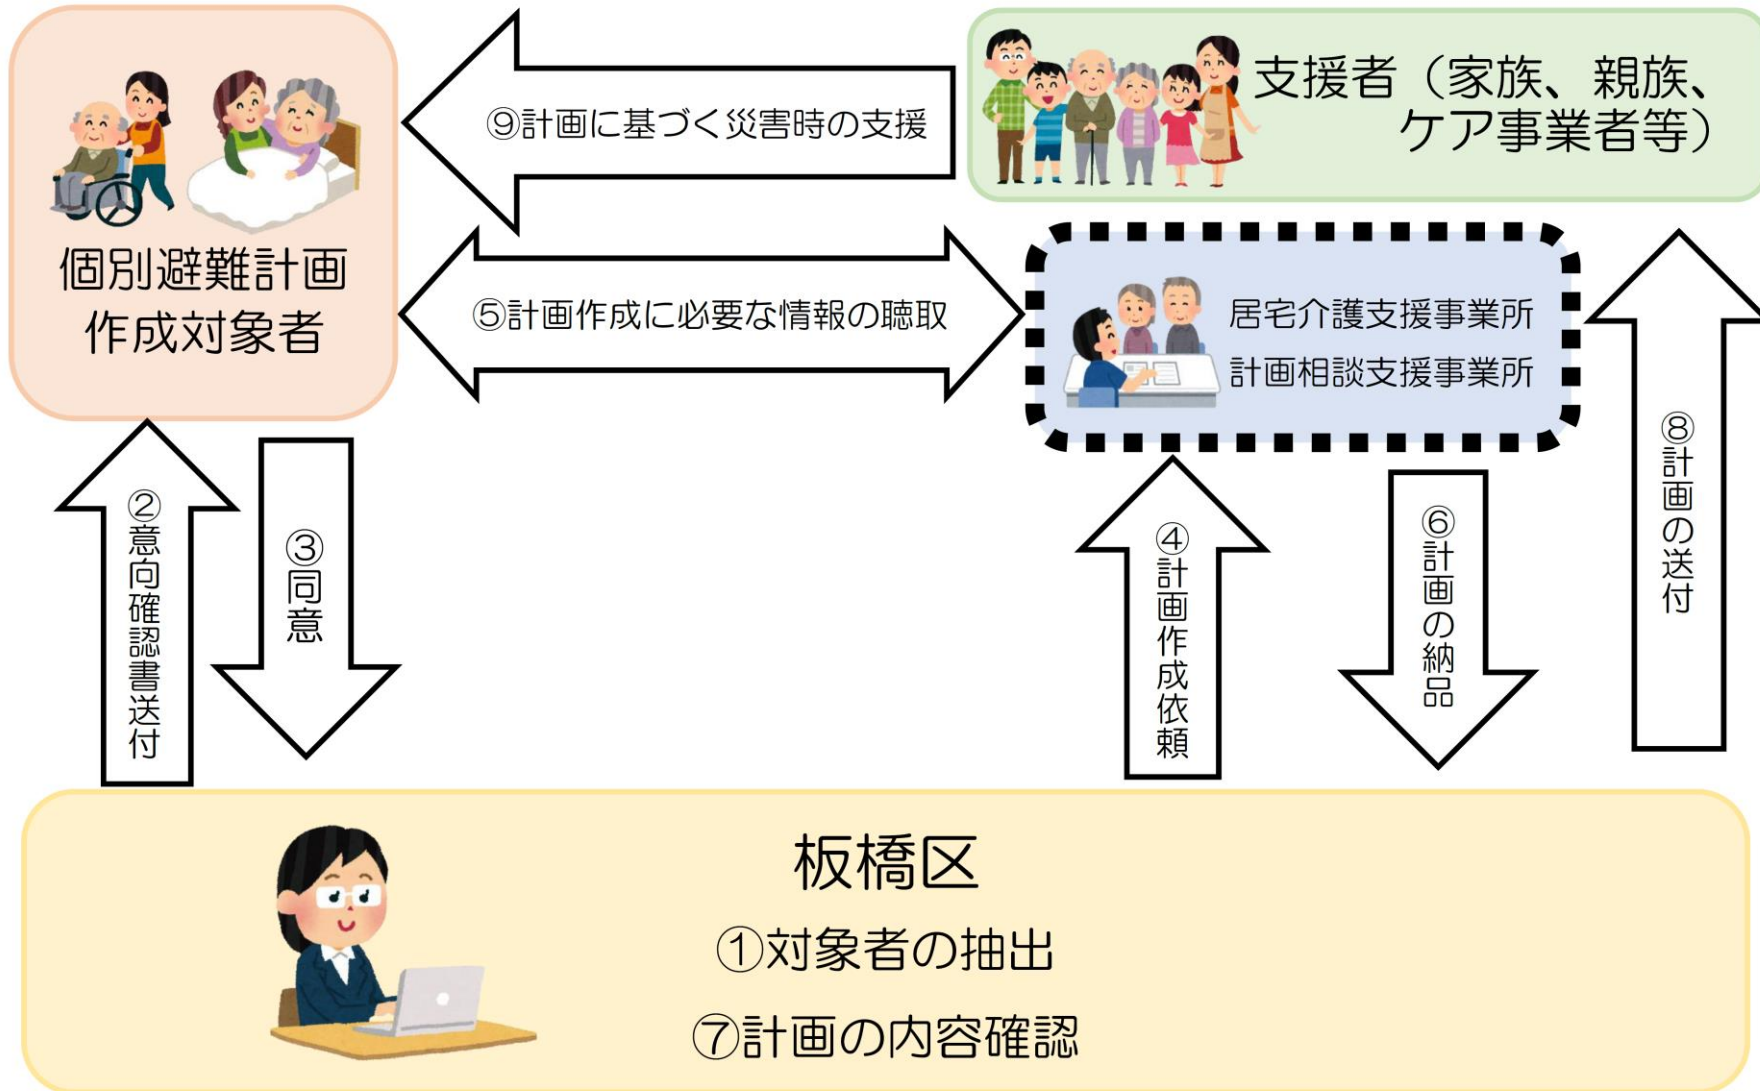 ⑨計画に基づく災害時の支援
支援者（家族、親族、
ケア事業者等）
個別避難計画
作成対象者
⑤計画作成に必要な情報の聴取
居宅介護支援事業所
計画相談支援事業所
②意向確認書送付
③同意
④計画作成依頼
⑥計画の納品
⑧計画の送付
板橋区
①対象者の抽出
⑦計画の内容確認